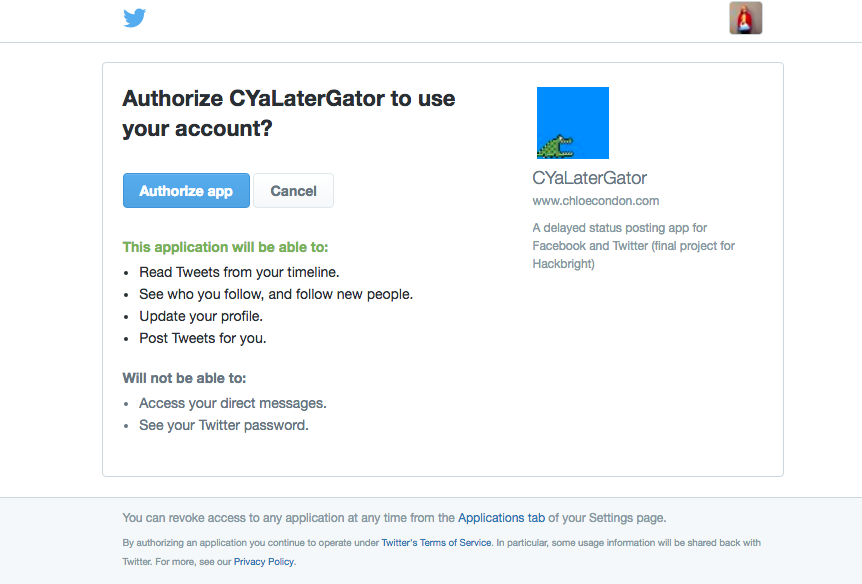 Authorize CYaLaterGator to use
your account?
Authorize app
Cancel
This application will be able to:
• Read Tweets from your timeline.
• See who you follow, and follow new people.
• Update your profile.
• Post Tweets for you.
Will not be able to:
• Access your direct messages.
• See your Twitter password.
CYaLaterGator
www.chloecondon.com
A delayed status posting app for
Facebook and Twitter (final project for
Hackbright)
You can revoke access to any application at any time from the Applications tab of your Settings page.
By authorizing an application you continue to operate under Twitter's Terms of Service. In particular, some usage information will be shared back with
Twitter. For more, see our Privacy Policy.